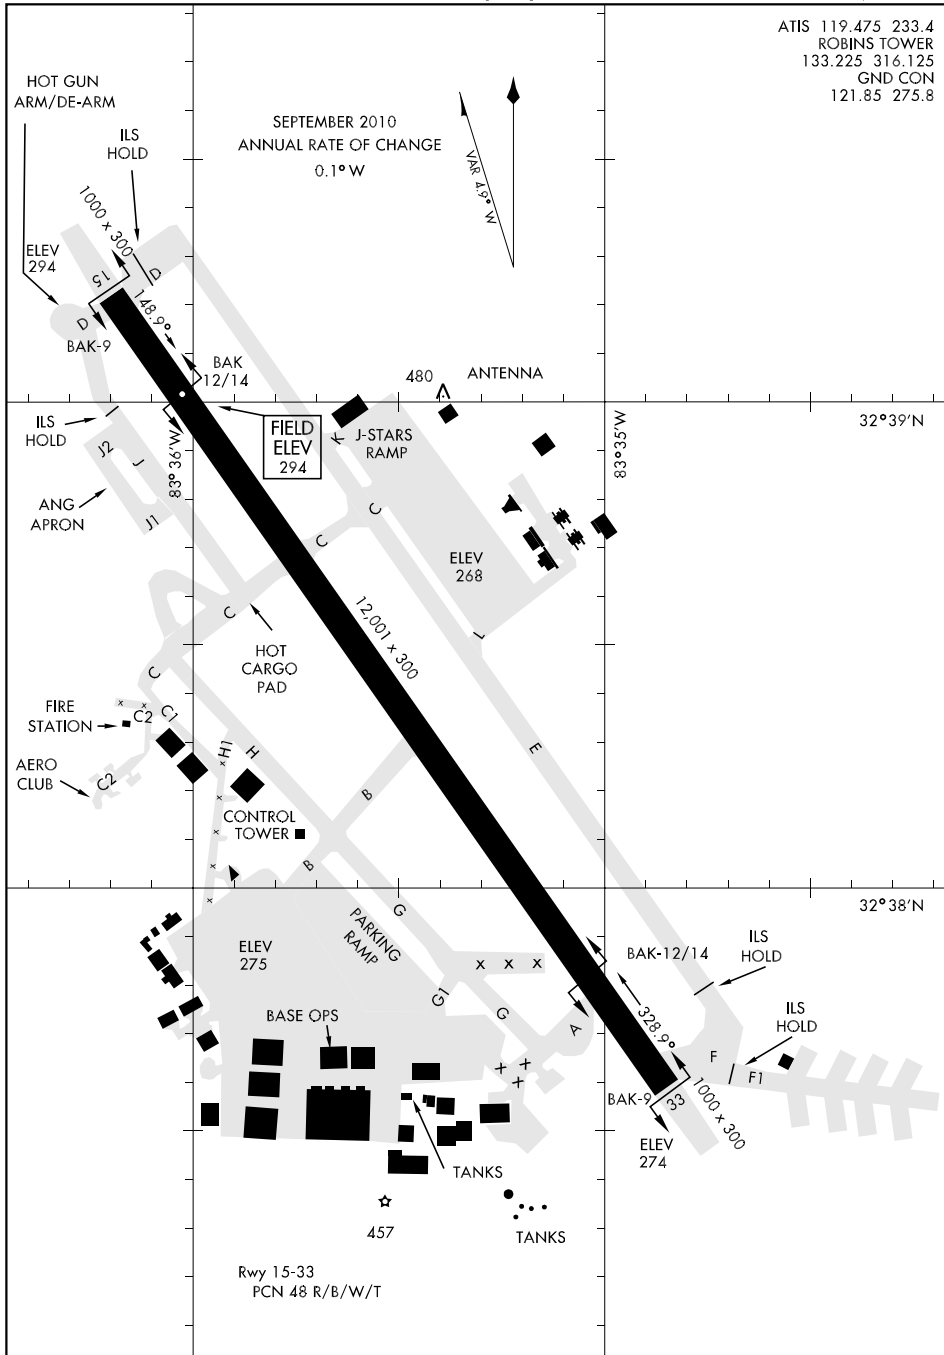 ATIS 119.475 233.4
ROBINS TOWER
133.225 316.125
GND CON
121.85 275.8
HOT GUN
ARM/DE-ARM
ILS
HOLD
SEPTEMBER 2010
ANNUAL RATE OF CHANGE
0.1° W
VAR 4.9° W
1000 x 300
ELEV
294
15
D
D
148.9°
BAK-9
BAK
12/14
480
ANTENNA
32°39'N
ILS
HOLD
FIELD
ELEV
294
K
J-STARS
RAMP
83° 36'W
83° 35'W
J2
J
J1
ANG
APRON
C
C
ELEV
268
C
12,001 x 300
L
HOT
CARGO
PAD
C
FIRE
STATION
C2
C1
H1
H
E
AERO
CLUB
C2
B
CONTROL
TOWER
B
32°38'N
G
PARKING
RAMP
ELEV
275
x x x
BAK-12/14
ILS
HOLD
G1
G
A
328.9°
ILS
HOLD
BASE OPS
F
F1
BAK-9
33
1000 x 300
ELEV
274
TANKS
457
TANKS
Rwy 15-33
PCN 48 R/B/W/T